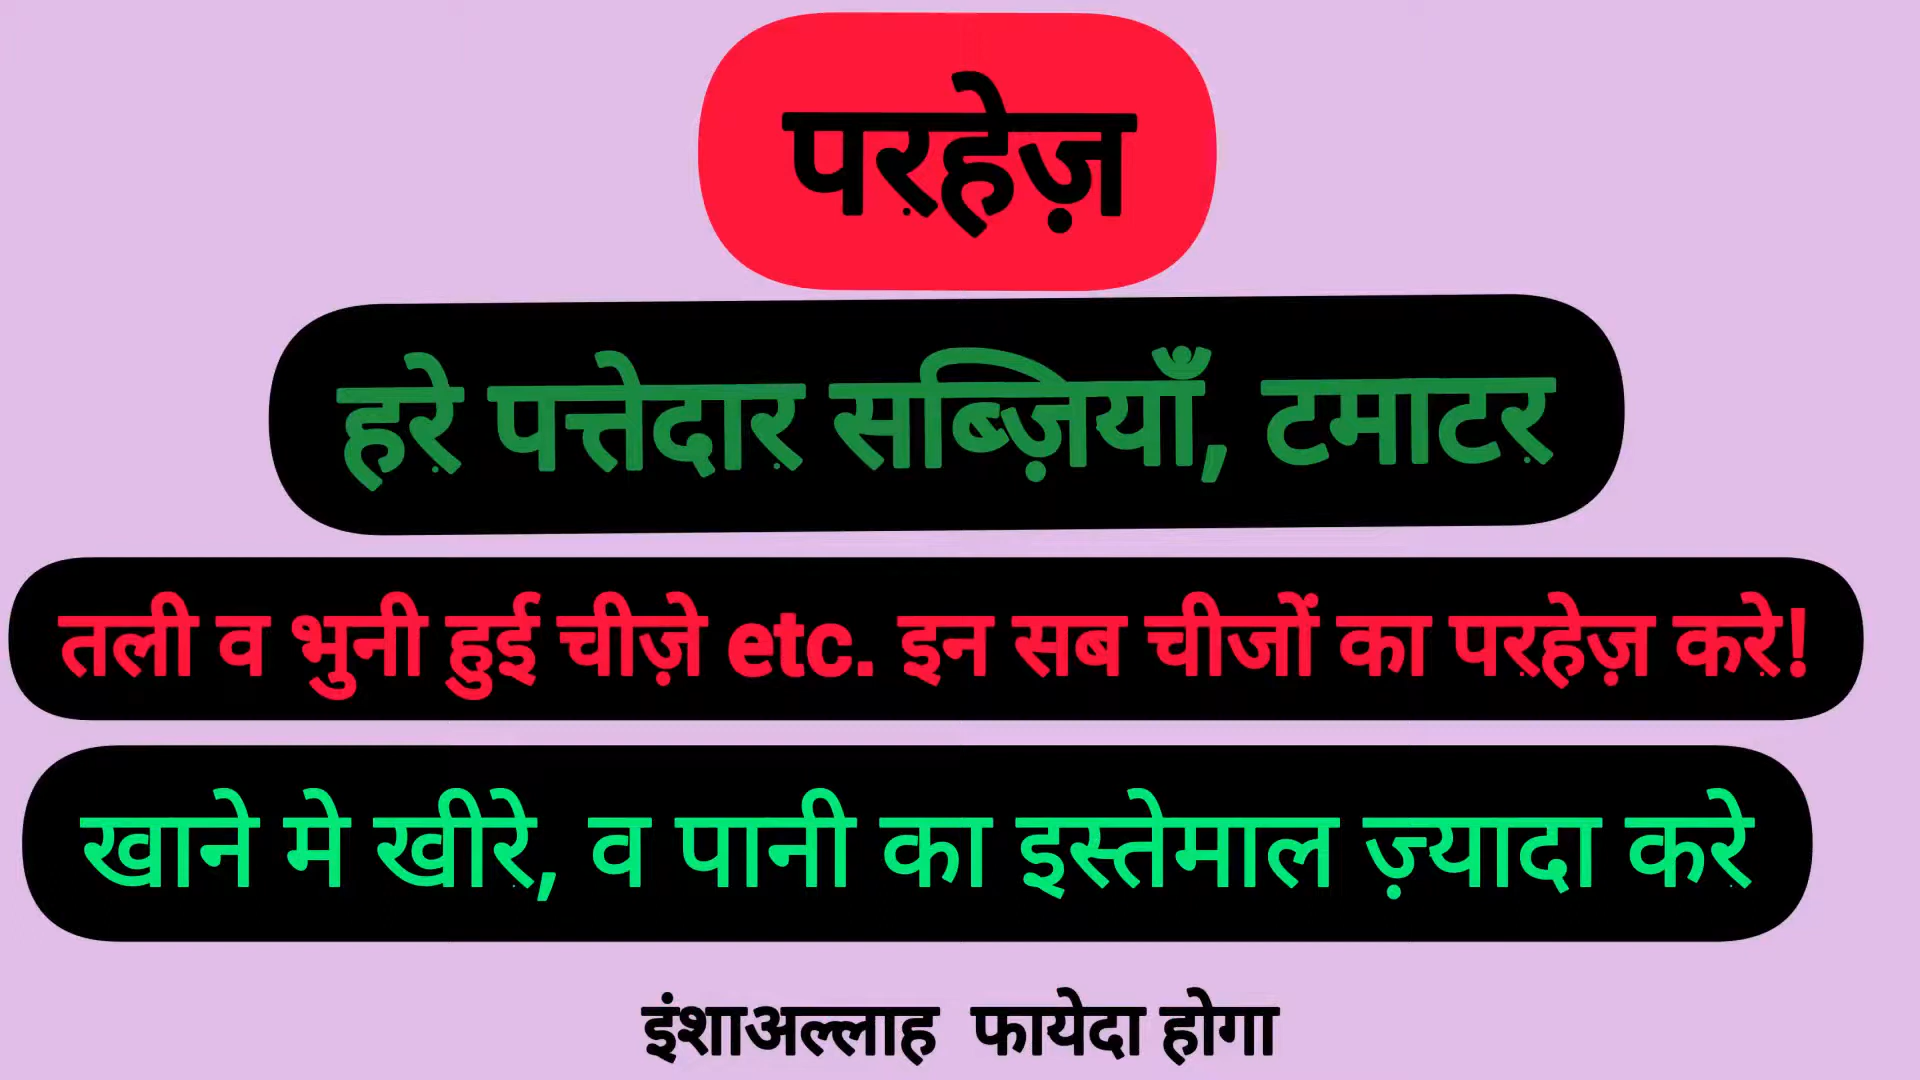 परहेज़
हरे पत्तेदार सब्ज़ियाँ, टमाटर
तली व भुनी हुई चीज़े etc. इन सब चीजों का परहेज़ करे!
खाने मे खीरे, व पानी का इस्तेमाल ज़्यादा करे
इंशाअल्लाह फायेदा होगा